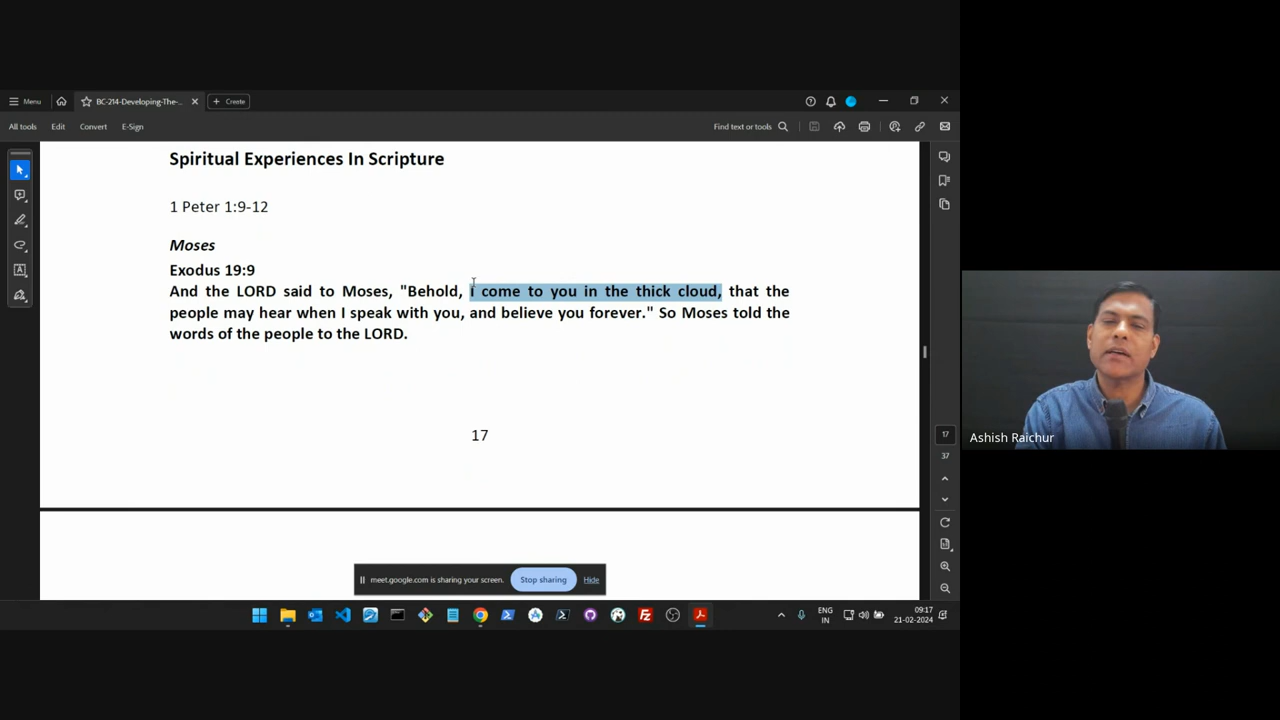 Menu
BC-214-Developing-The-...
Create
All tools
Edit
Convert
E-Sign
Find text or tools
Spiritual Experiences In Scripture
1 Peter 1:9-12
Moses
Exodus 19:9
And the LORD said to Moses, "Behold, I come to you in the thick cloud, that the
people may hear when I speak with you, and believe you forever." So Moses told the
words of the people to the LORD.
17
17
37
Ashish Raichur
meet.google.com is sharing your screen.
Stop sharing
Hide
ENG
IN
09:17
21-02-2024